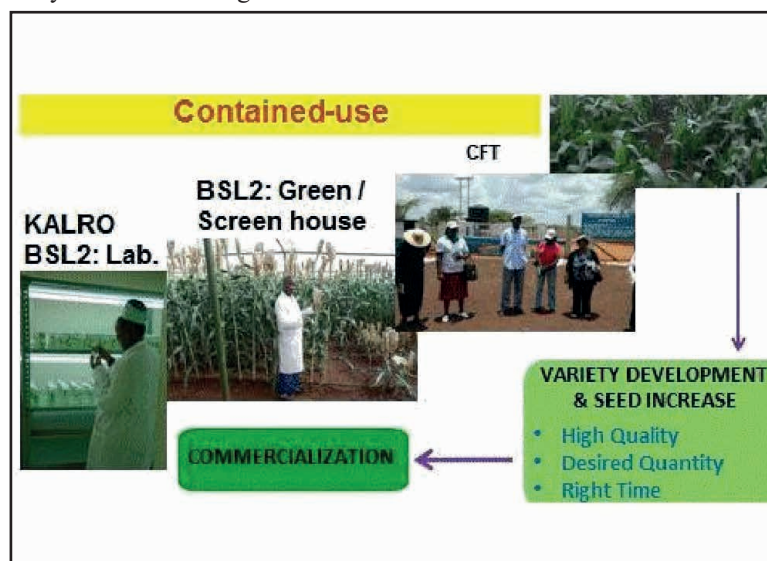 Contained-use
CFT
BSL2: Green /
Screen house
KALRO
BSL2: Lab.
VARIETY DEVELOPMENT
& SEED INCREASE
• High Quality
• Desired Quantity
• Right Time
COMMERCIALIZATION